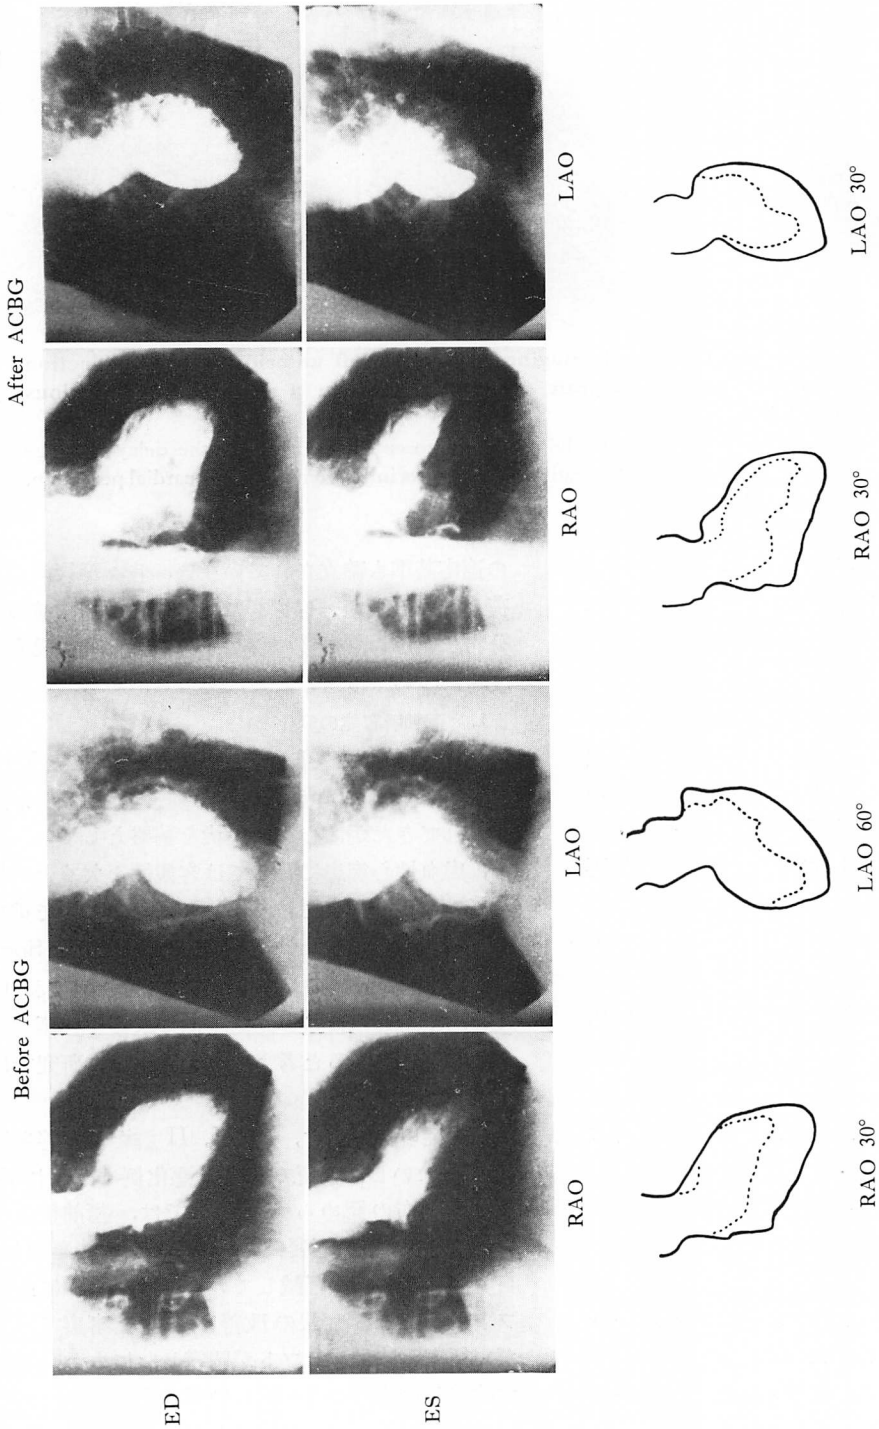 Before ACBG
After ACBG
ED
ES
RAO
LAO
RAO
LAO
RAO 30°
LAO 60°
RAO 30°
LAO 30°